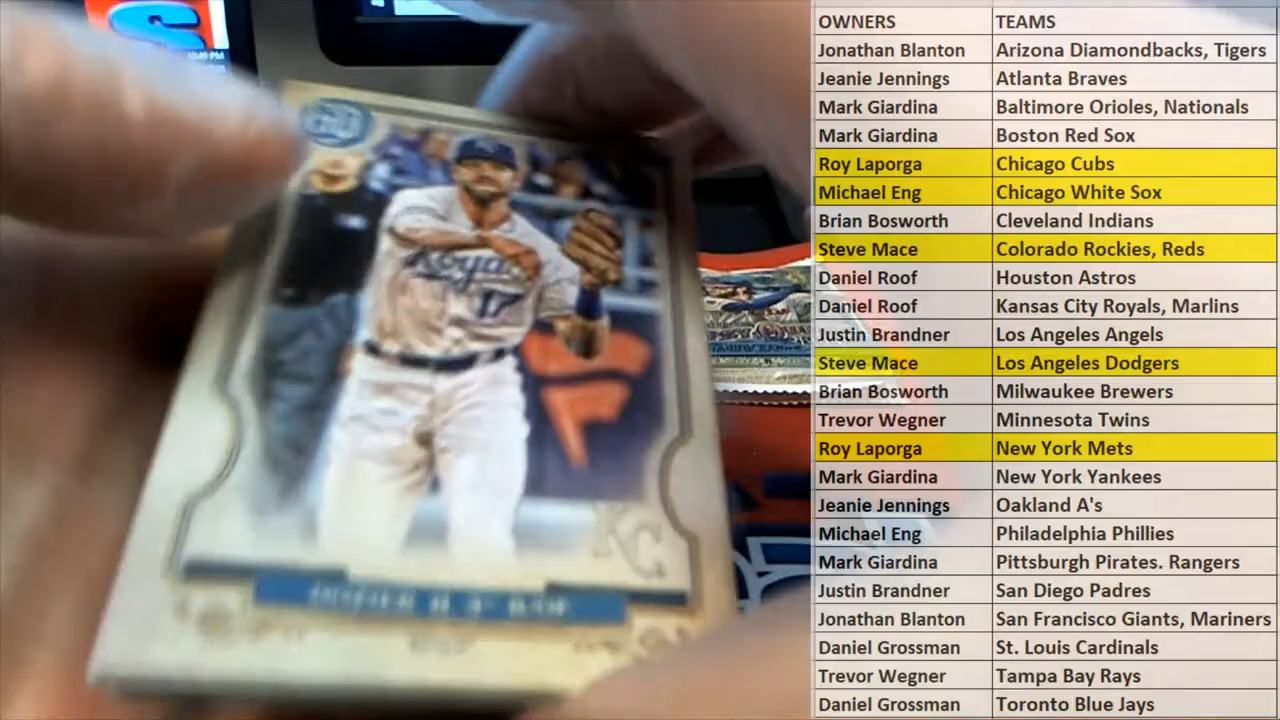 OWNERS TEAMS
Jonathan Blanton Arizona Diamondbacks, Tigers
Jeanie Jennings Atlanta Braves
Mark Giardina Baltimore Orioles, Nationals
Mark Giardina Boston Red Sox
Roy Laporga Chicago Cubs
Michael Eng Chicago White Sox
Brian Bosworth Cleveland Indians
Steve Mace Colorado Rockies, Reds
Daniel Roof Houston Astros
Daniel Roof Kansas City Royals, Marlins
Justin Brandner Los Angeles Angels
Steve Mace Los Angeles Dodgers
Brian Bosworth Milwaukee Brewers
Trevor Wegner Minnesota Twins
Roy Laporga New York Mets
Mark Giardina New York Yankees
Jeanie Jennings Oakland A's
Michael Eng Philadelphia Phillies
Mark Giardina Pittsburgh Pirates. Rangers
Justin Brandner San Diego Padres
Jonathan Blanton San Francisco Giants, Mariners
Daniel Grossman St. Louis Cardinals
Trevor Wegner Tampa Bay Rays
Daniel Grossman Toronto Blue Jays
Royals
17
KC